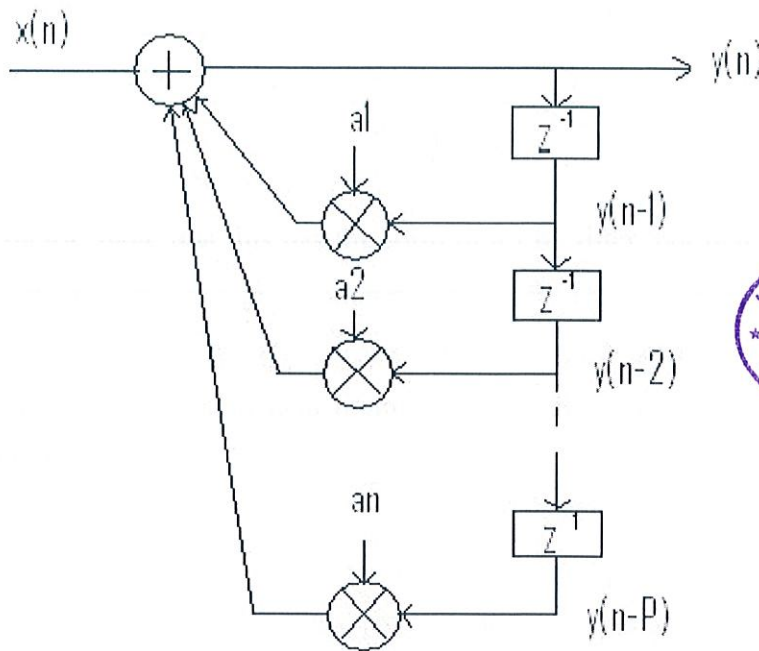 x(n)
y(n)
a1
Z⁻¹
y(n-1)
a2
Z⁻¹
y(n-2)
an
Z⁻¹
y(n-P)